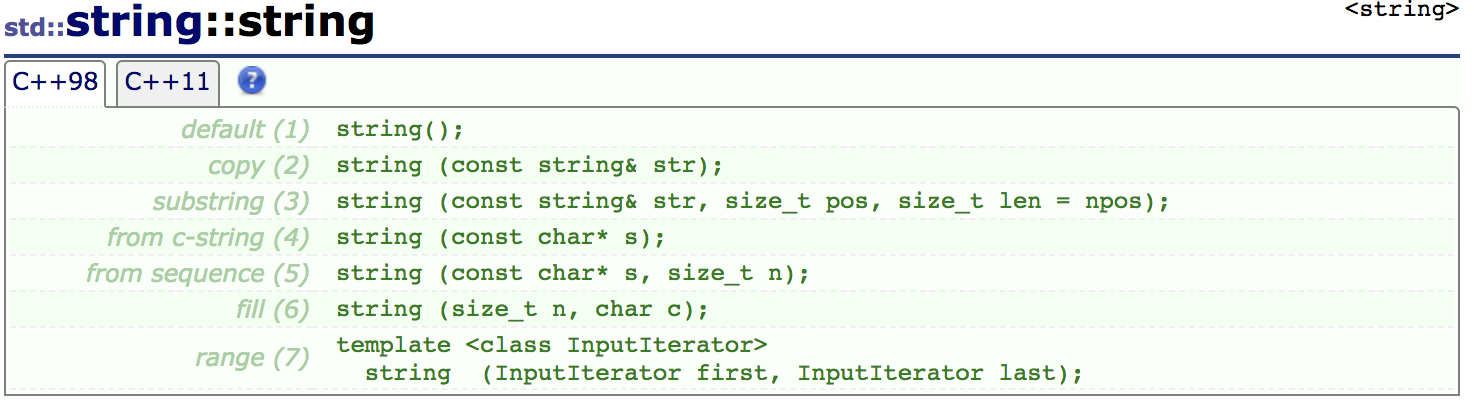 std::string::string
<string>
C++98 C++11 ?
default (1) string();
copy (2) string (const string& str);
substring (3) string (const string& str, size_t pos, size_t len = npos);
from c-string (4) string (const char* s);
from sequence (5) string (const char* s, size_t n);
fill (6) string (size_t n, char c);
range (7) template <class InputIterator>
string (InputIterator first, InputIterator last);